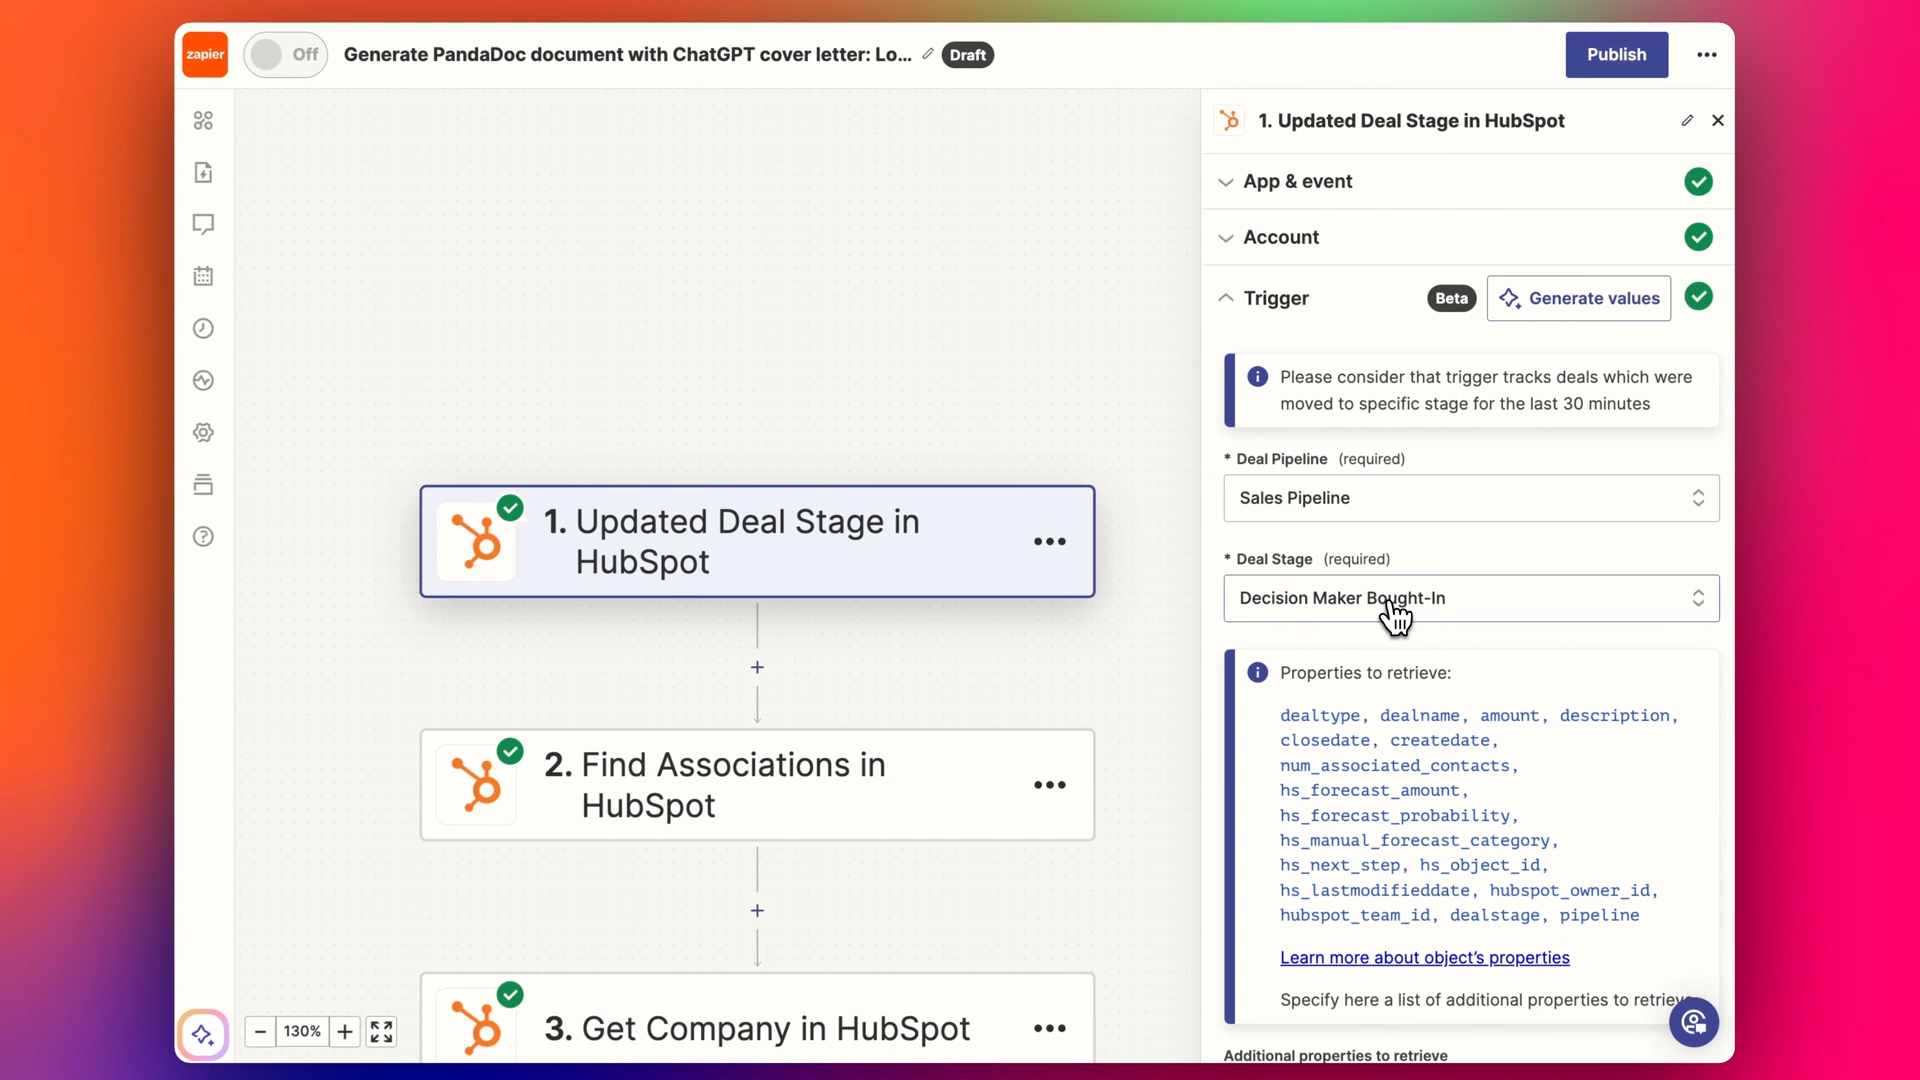 zapier
Off
Generate PandaDoc document with ChatGPT cover letter: Lo...
Draft
Publish
1. Updated Deal Stage in HubSpot
App & event
Account
Trigger
Beta
Generate values
Please consider that trigger tracks deals which were
moved to specific stage for the last 30 minutes
* Deal Pipeline (required)
Sales Pipeline
* Deal Stage (required)
Decision Maker Bought-In
Properties to retrieve:
dealtype, dealname, amount, description,
closedate, createdate,
num_associated_contacts,
hs_forecast_amount,
hs_forecast_probability,
hs_manual_forecast_category,
hs_next_step, hs_object_id,
hs_lastmodifieddate, hubspot_owner_id,
hubspot_team_id, dealstage, pipeline
Learn more about object's properties
Specify here a list of additional properties to retrieve
Additional properties to retrieve
1. Updated Deal Stage in
HubSpot
2. Find Associations in
HubSpot
3. Get Company in HubSpot
130%